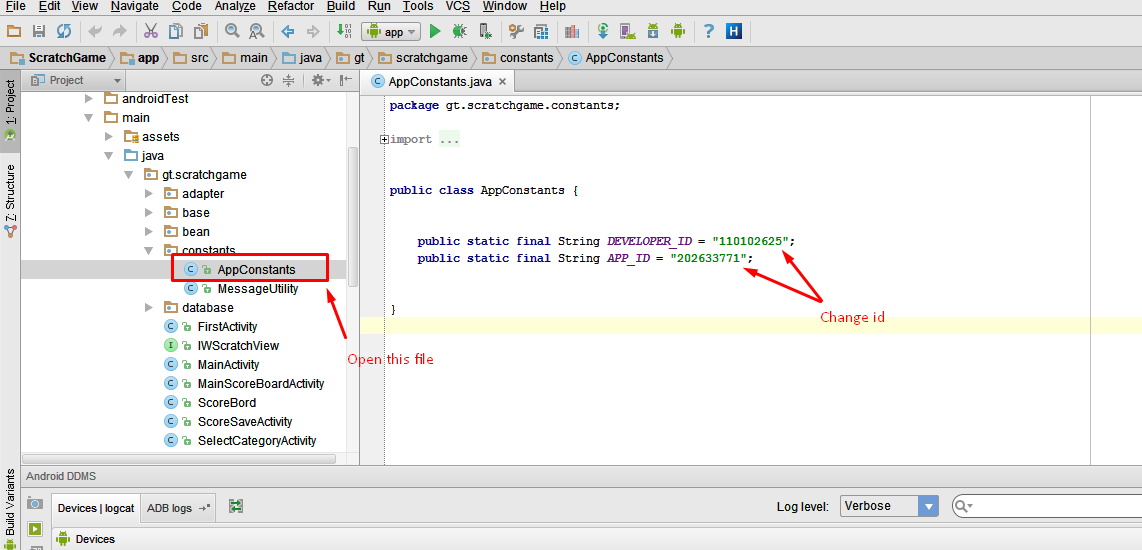 File Edit View Navigate Code Analyze Refactor Build Run Tools VCS Window Help
app
ScratchGame app src main java gt scratchgame constants AppConstants
1: Project
7: Structure
Build Variants
Project
androidTest
main
assets
java
gt.scratchgame
adapter
base
bean
constants
AppConstants
MessageUtility
database
FirstActivity
IWScratchView
MainActivity
MainScoreBoardActivity
ScoreBord
ScoreSaveActivity
SelectCategoryActivity
Open this file
AppConstants.java
package gt.scratchgame.constants;
import ...
public class AppConstants {
public static final String DEVELOPER_ID = "110102625";
public static final String APP_ID = "202633771";
}
Change id
Android DDMS
Devices | logcat ADB logs
Log level: Verbose
Devices